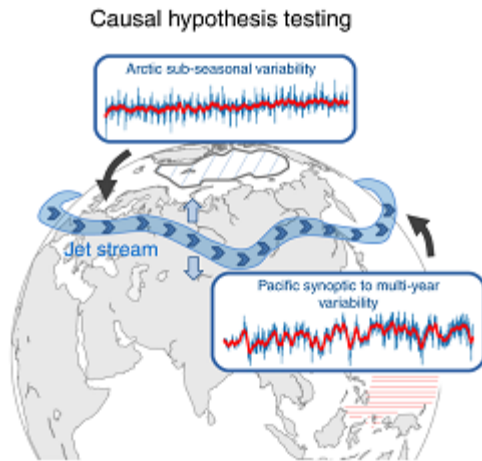 Causal hypothesis testing
Arctic sub-seasonal variability
Jet stream
Pacific synoptic to multi-year
variability